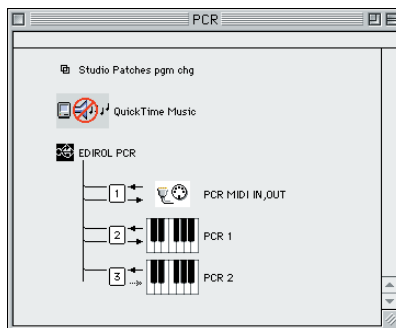 PCR
Studio Patches pgm chg
QuickTime Music
EDIROL PCR
1 PCR MIDI IN,OUT
2 PCR 1
3 PCR 2